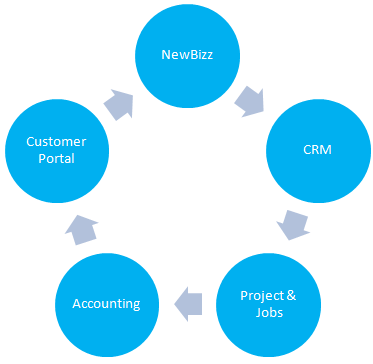 NewBizz
CRM
Project &
Jobs
Accounting
Customer
Portal